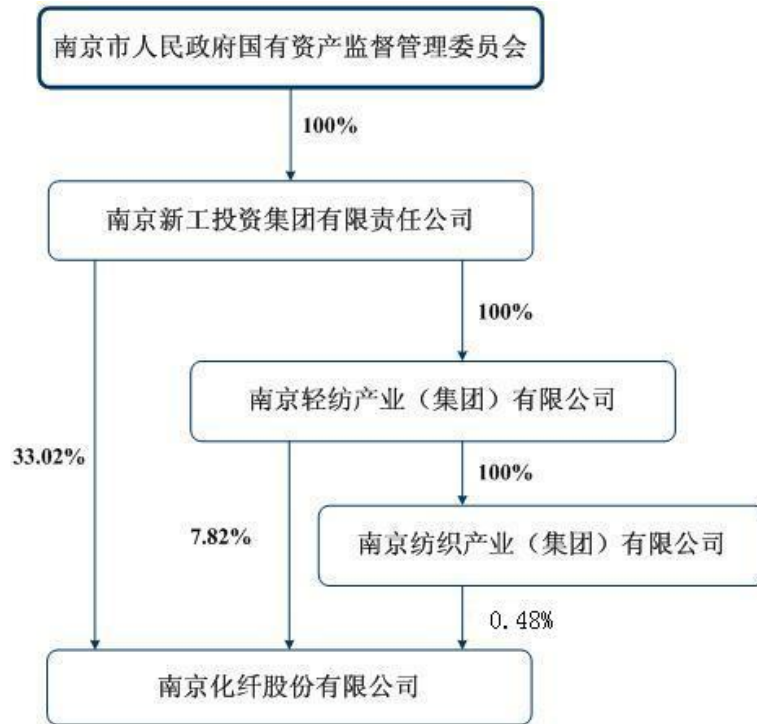 南京市人民政府国有资产监督管理委员会
100%
南京新工投资集团有限责任公司
100%
南京轻纺产业（集团）有限公司
33.02%
100%
7.82%
南京纺织产业（集团）有限公司
0.48%
南京化纤股份有限公司